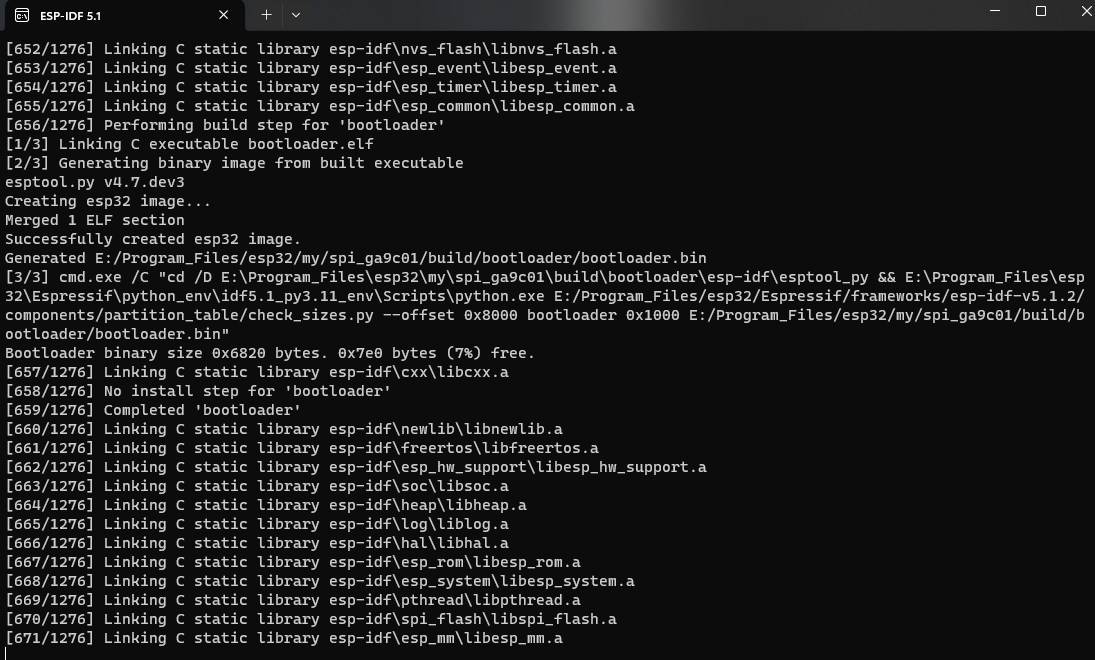 ESP-IDF 5.1
[652/1276] Linking C static library esp-idf\nvs_flash\libnvs_flash.a
[653/1276] Linking C static library esp-idf\esp_event\libesp_event.a
[654/1276] Linking C static library esp-idf\esp_timer\libesp_timer.a
[655/1276] Linking C static library esp-idf\esp_common\libesp_common.a
[656/1276] Performing build step for 'bootloader'
[1/3] Linking C executable bootloader.elf
[2/3] Generating binary image from built executable
esptool.py v4.7.dev3
Creating esp32 image...
Merged 1 ELF section
Successfully created esp32 image.
Generated E:/Program_Files/esp32/my/spi_ga9c01/build/bootloader/bootloader.bin
[3/3] cmd.exe /C "cd /D E:\Program_Files\esp32\my\spi_ga9c01\build\bootloader\esp-idf\esptool_py && E:\Program_Files\esp
32\Espressif\python_env\idf5.1_py3.11_env\Scripts\python.exe E:/Program_Files/esp32/Espressif/frameworks/esp-idf-v5.1.2/
components/partition_table/check_sizes.py --offset 0x8000 bootloader 0x1000 E:/Program_Files/esp32/my/spi_ga9c01/build/b
ootloader/bootloader.bin"
Bootloader binary size 0x6820 bytes. 0x7e0 bytes (7%) free.
[657/1276] Linking C static library esp-idf\cxx\libcxx.a
[658/1276] No install step for 'bootloader'
[659/1276] Completed 'bootloader'
[660/1276] Linking C static library esp-idf\newlib\libnewlib.a
[661/1276] Linking C static library esp-idf\freertos\libfreertos.a
[662/1276] Linking C static library esp-idf\esp_hw_support\libesp_hw_support.a
[663/1276] Linking C static library esp-idf\soc\libsoc.a
[664/1276] Linking C static library esp-idf\heap\libheap.a
[665/1276] Linking C static library esp-idf\log\liblog.a
[666/1276] Linking C static library esp-idf\hal\libhal.a
[667/1276] Linking C static library esp-idf\esp_rom\libesp_rom.a
[668/1276] Linking C static library esp-idf\esp_system\libesp_system.a
[669/1276] Linking C static library esp-idf\pthread\libpthread.a
[670/1276] Linking C static library esp-idf\spi_flash\libspi_flash.a
[671/1276] Linking C static library esp-idf\esp_mm\libesp_mm.a